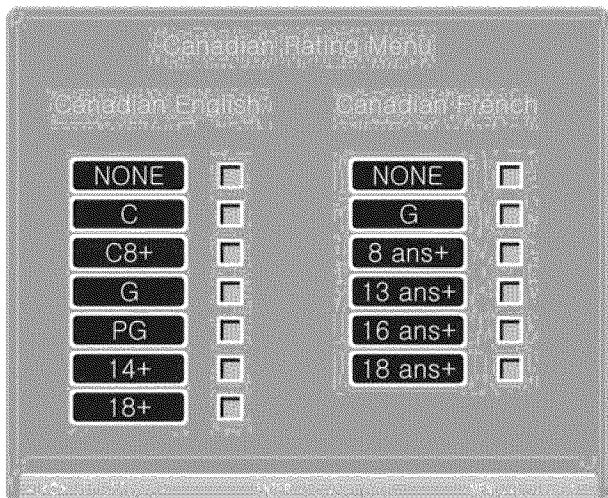 Canadian Rating Menu
Canadian English
NONE
C
C8+
G
PG
14+
18+
Canadian French
NONE
G
8 ans+
13 ans+
16 ans+
18 ans+
ENTER